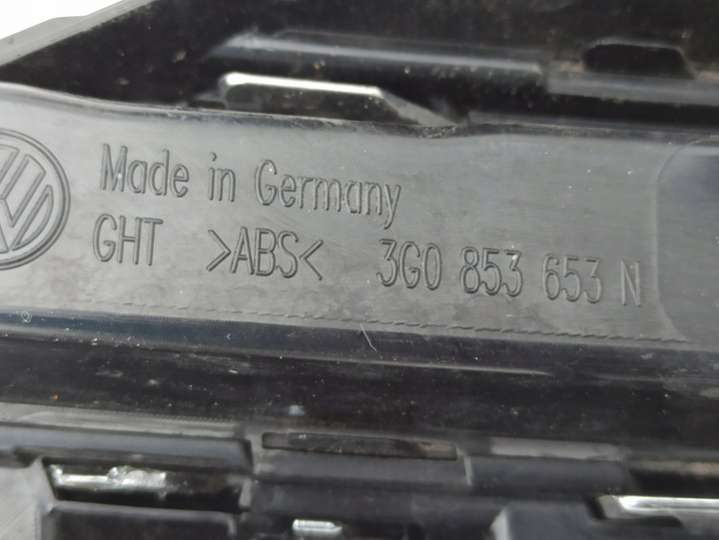 Made in Germany
GHT >ABS< 3G0 853 653 N